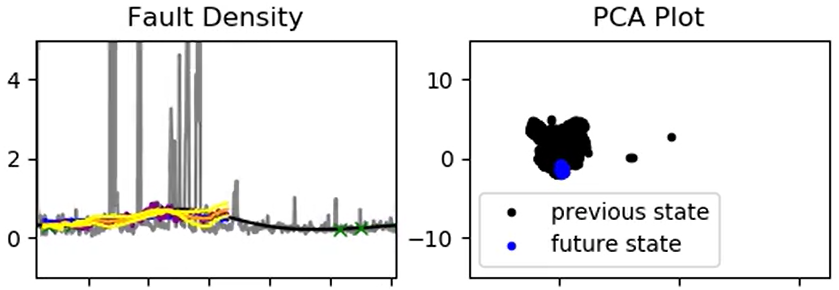 Fault Density
4
2
0
PCA Plot
10
0
−10
previous state
future state